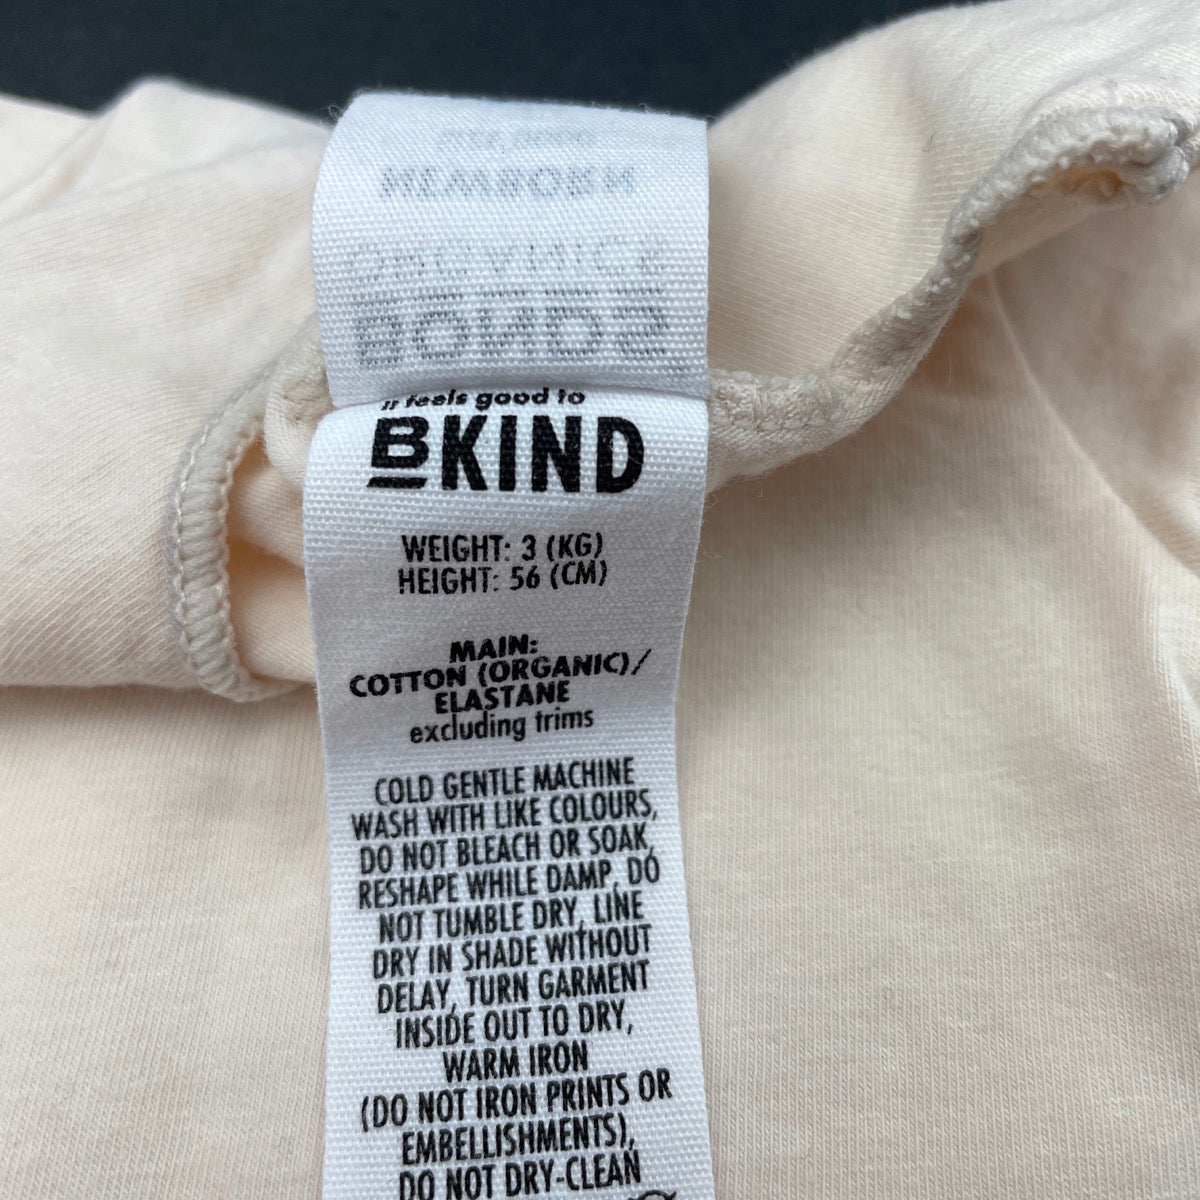 NEWBORN
ORGANICS
BONDS
It feels good to
BKIND
WEIGHT: 3 (KG)
HEIGHT: 56 (CM)
MAIN:
COTTON (ORGANIC)/
ELASTANE
excluding trims
COLD GENTLE MACHINE
WASH WITH LIKE COLOURS,
DO NOT BLEACH OR SOAK,
RESHAPE WHILE DAMP, DO
NOT TUMBLE DRY, LINE
DRY IN SHADE WITHOUT
DELAY, TURN GARMENT
INSIDE OUT TO DRY,
WARM IRON
(DO NOT IRON PRINTS OR
EMBELLISHMENTS),
DO NOT DRY-CLEAN